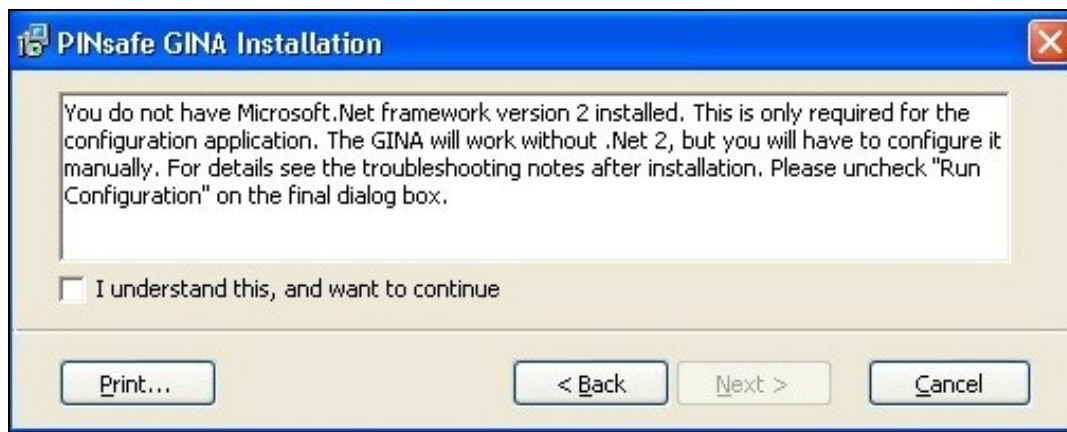 PINsafe GINA Installation
You do not have Microsoft.Net framework version 2 installed. This is only required for the
configuration application. The GINA will work without .Net 2, but you will have to configure it
manually. For details see the troubleshooting notes after installation. Please uncheck "Run
Configuration" on the final dialog box.
I understand this, and want to continue
Print... < Back Next > Cancel